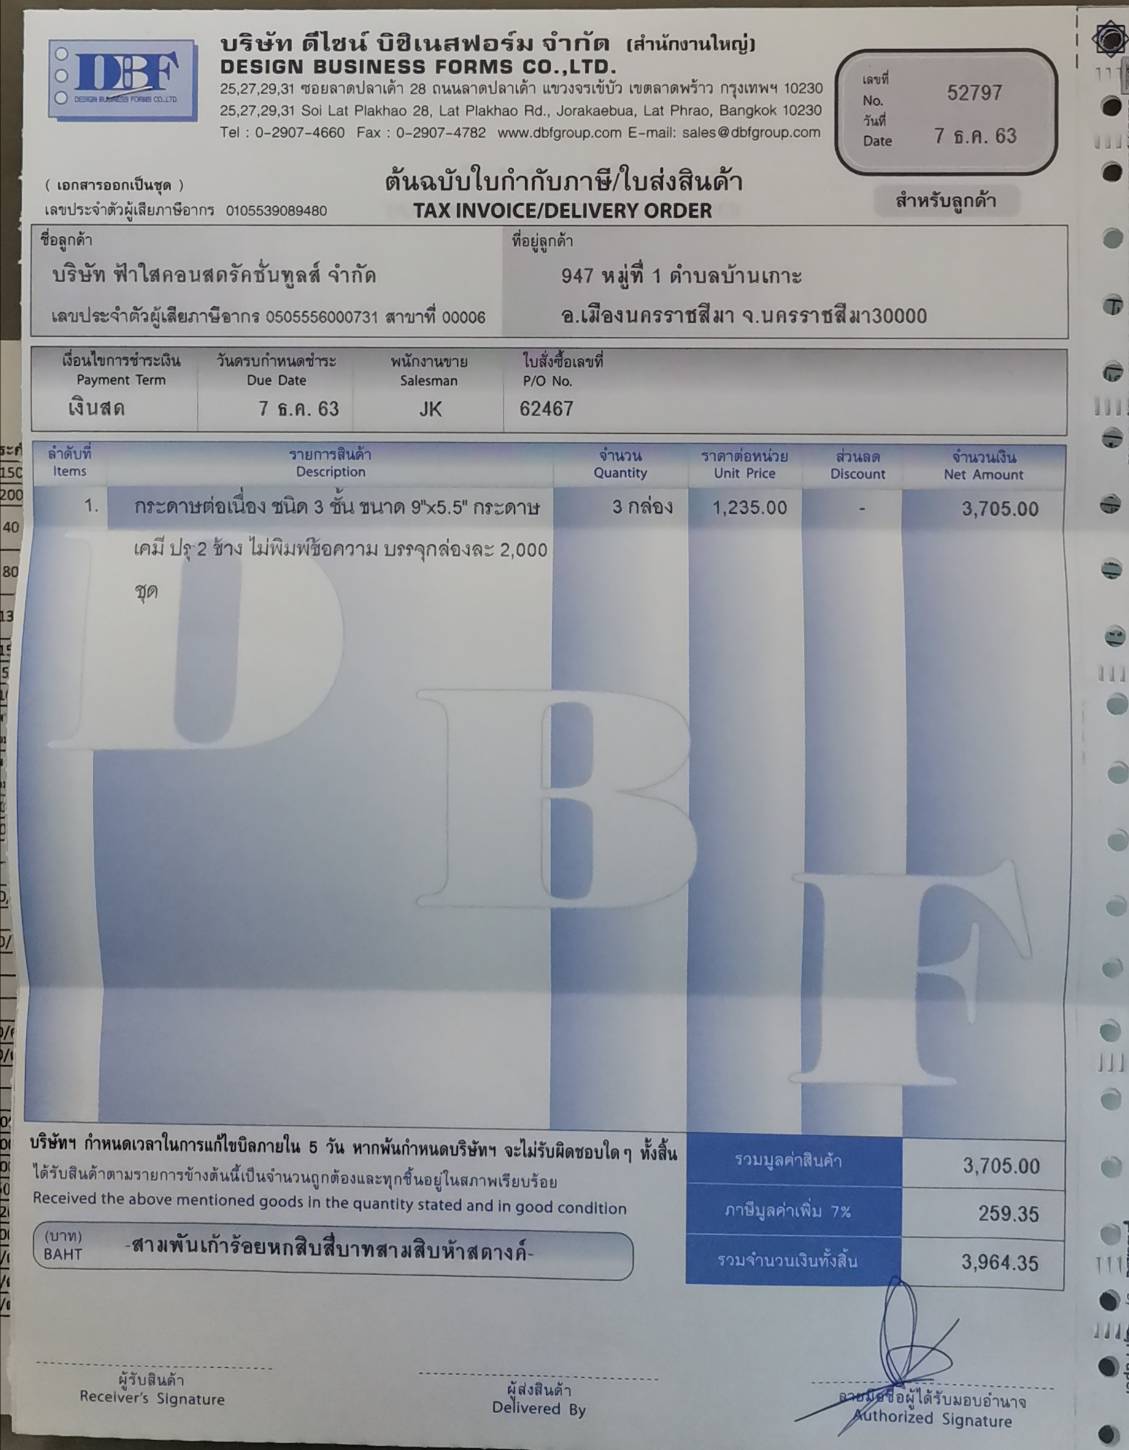 DBF
DESIGN BUSINESS FORMS CO.,LTD.
บริษัท ดีไซน์ บิซิเนสฟอร์ม จำกัด (สำนักงานใหญ่)
DESIGN BUSINESS FORMS CO.,LTD.
25,27,29,31 ซอยลาดปลาเค้า 28 ถนนลาดปลาเค้า แขวงจรเข้บัว เขตลาดพร้าว กรุงเทพฯ 10230
25,27,29,31 Soi Lat Plakhao 28, Lat Plakhao Rd., Jorakaebua, Lat Phrao, Bangkok 10230
Tel : 0-2907-4660 Fax : 0-2907-4782 www.dbfgroup.com E-mail: sales@dbfgroup.com
เลขที่
No. 52797
วันที่
Date 7 ธ.ค. 63
( เอกสารออกเป็นชุด )
เลขประจำตัวผู้เสียภาษีอากร 0105539089480
ต้นฉบับใบกำกับภาษี/ใบส่งสินค้า
TAX INVOICE/DELIVERY ORDER
สำหรับลูกค้า
ชื่อลูกค้า
บริษัท ฟ้าใสคอนสตรัคชั่นทูลส์ จำกัด
เลขประจำตัวผู้เสียภาษีอากร 0505556000731 สาขาที่ 00006
ที่อยู่ลูกค้า
947 หมู่ที่ 1 ตำบลบ้านเกาะ
อ.เมืองนครราชสีมา จ.นครราชสีมา30000
เงื่อนไขการชำระเงิน วันครบกำหนดชำระ พนักงานขาย ใบสั่งซื้อเลขที่
Payment Term Due Date Salesman P/O No.
เงินสด 7 ธ.ค. 63 JK 62467
ลำดับที่ รายการสินค้า จำนวน ราคาต่อหน่วย ส่วนลด จำนวนเงิน
Items Description Quantity Unit Price Discount Net Amount
1. กระดาษต่อเนื่อง ชนิด 3 ชั้น ขนาด 9"x5.5" กระดาษ 3 กล่อง 1,235.00 - 3,705.00
เคมี ปรุ 2 ข้าง ไม่พิมพ์ข้อความ บรรจุกล่องละ 2,000
ชุด
D B F
บริษัทฯ กำหนดเวลาในการแก้ไขบิลภายใน 5 วัน หากพ้นกำหนดบริษัทฯ จะไม่รับผิดชอบใดๆ ทั้งสิ้น
ได้รับสินค้าตามรายการข้างต้นนี้เป็นจำนวนถูกต้องและทุกชิ้นอยู่ในสภาพเรียบร้อย
Received the above mentioned goods in the quantity stated and in good condition
รวมมูลค่าสินค้า 3,705.00
ภาษีมูลค่าเพิ่ม 7% 259.35
รวมจำนวนเงินทั้งสิ้น 3,964.35
(บาท)
BAHT -สามพันเก้าร้อยหกสิบสี่บาทสามสิบห้าสตางค์-
ผู้รับสินค้า
Receiver's Signature
ผู้ส่งสินค้า
Delivered By
ลายมือชื่อผู้ได้รับมอบอำนาจ
Authorized Signature